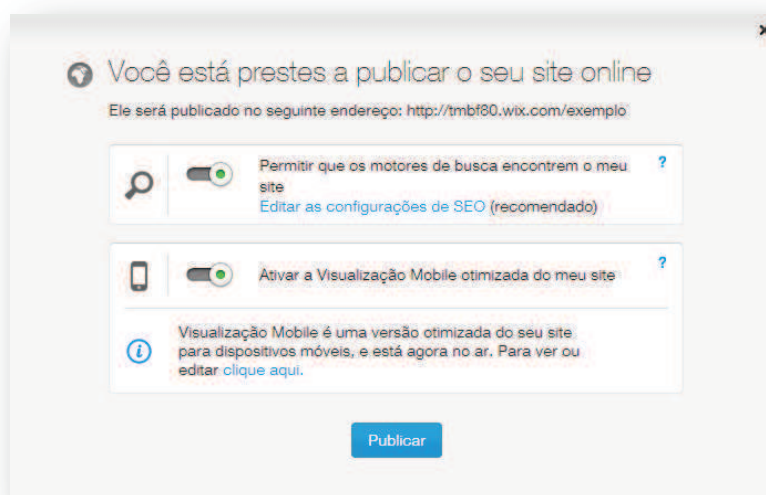 Você está prestes a publicar o seu site online
Ele será publicado no seguinte endereço: http://tmbf80.wix.com/exemplo
Permitir que os motores de busca encontrem o meu ?
site
Editar as configurações de SEO (recomendado)
Ativar a Visualização Mobile otimizada do meu site ?
Visualização Mobile é uma versão otimizada do seu site
para dispositivos móveis, e está agora no ar. Para ver ou
editar clique aqui.
Publicar